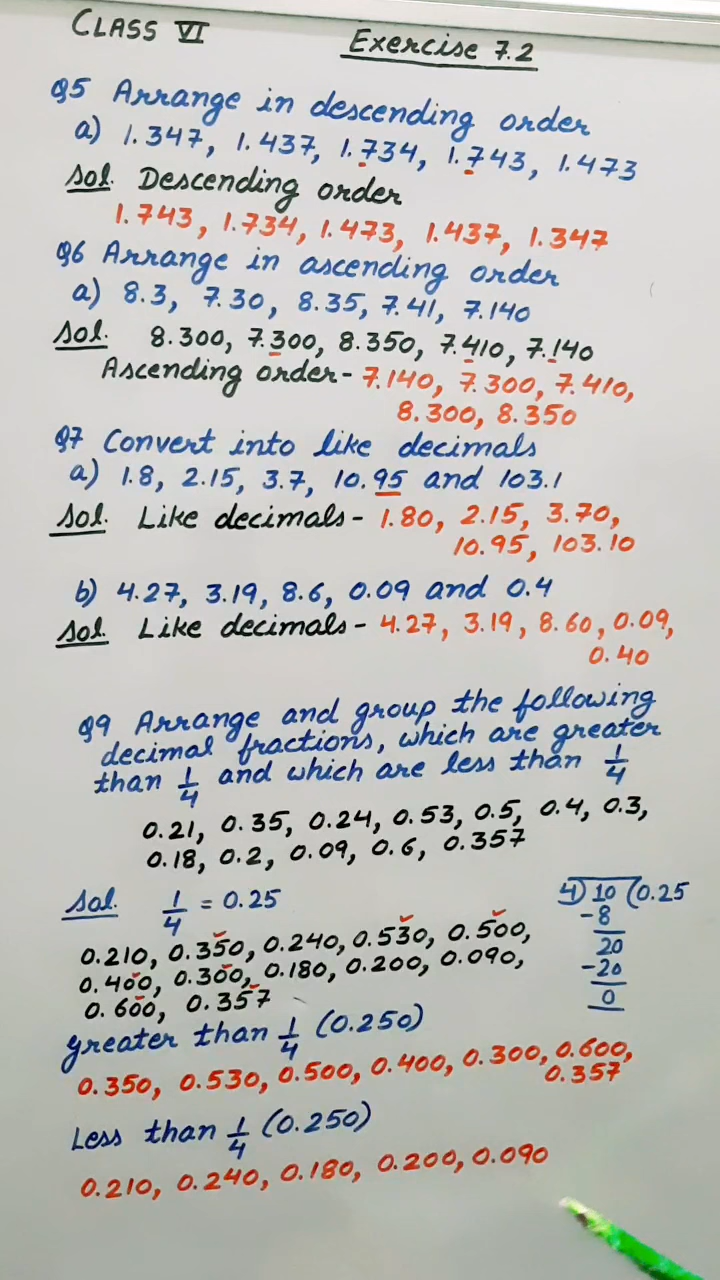 CLASS VI
Exercise 7.2
Q5 Arrange in descending order
a) 1.347, 1.437, 1.734, 1.743, 1.473
Sol. Descending order
1.743, 1.734, 1.473, 1.437, 1.347
Q6 Arrange in ascending order
a) 8.3, 7.30, 8.35, 7.41, 7.140
Sol. 8.300, 7.300, 8.350, 7.410, 7.140
Ascending order - 7.140, 7.300, 7.410,
8.300, 8.350
Q7 Convert into like decimals
a) 1.8, 2.15, 3.7, 10.95 and 103.1
Sol. Like decimals - 1.80, 2.15, 3.70,
10.95, 103.10
b) 4.27, 3.19, 8.6, 0.09 and 0.4
Sol. Like decimals - 4.27, 3.19, 8.60, 0.09,
0.40
Q9 Arrange and group the following
decimal fractions, which are greater
than 1/4 and which are less than 1/4
0.21, 0.35, 0.24, 0.53, 0.5, 0.4, 0.3,
0.18, 0.2, 0.09, 0.6, 0.357
Sol. 1/4 = 0.25
4)10(0.25
-8
20
-20
0
0.210, 0.350, 0.240, 0.530, 0.500,
0.400, 0.300, 0.180, 0.200, 0.090,
0.600, 0.357
Greater than 1/4 (0.250)
0.350, 0.530, 0.500, 0.400, 0.300, 0.600,
0.357
Less than 1/4 (0.250)
0.210, 0.240, 0.180, 0.200, 0.090